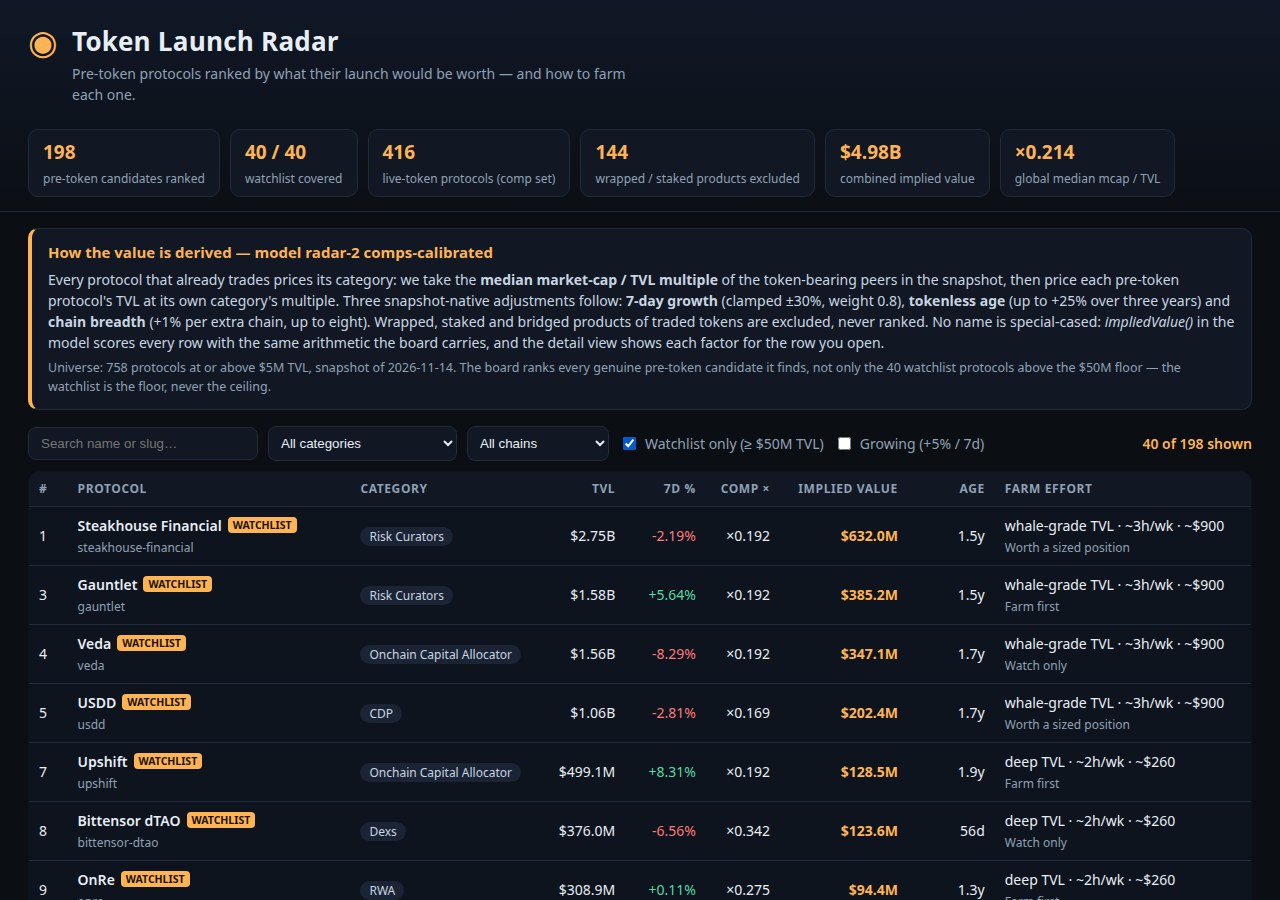 Token Launch Radar
Pre-token protocols ranked by what their launch would be worth — and how to farm
each one.
198
pre-token candidates ranked
40 / 40
watchlist covered
416
live-token protocols (comp set)
144
wrapped / staked products excluded
$4.98B
combined implied value
×0.214
global median mcap / TVL
How the value is derived — model radar-2 comps-calibrated
Every protocol that already trades prices its category: we take the median market-cap / TVL multiple of the token-bearing peers in the snapshot, then price each pre-token
protocol's TVL at its own category's multiple. Three snapshot-native adjustments follow: 7-day growth (clamped ±30%, weight 0.8), tokenless age (up to +25% over three years) and
chain breadth (+1% per extra chain, up to eight). Wrapped, staked and bridged products of traded tokens are excluded, never ranked. No name is special-cased: ImpliedValue() in the
model scores every row with the same arithmetic the board carries, and the detail view shows each factor for the row you open.
Universe: 758 protocols at or above $5M TVL, snapshot of 2026-11-14. The board ranks every genuine pre-token candidate it finds, not only the 40 watchlist protocols above the $50M floor — the
watchlist is the floor, never the ceiling.
Search name or slug… All categories All chains Watchlist only (≥ $50M TVL) Growing (+5% / 7d) 40 of 198 shown
# PROTOCOL CATEGORY TVL 7D % COMP × IMPLIED VALUE AGE FARM EFFORT
1 Steakhouse Financial WATCHLIST Risk Curators $2.75B -2.19% ×0.192 $632.0M 1.5y whale-grade TVL · ~3h/wk · ~$900
steakhouse-financial Worth a sized position
3 Gauntlet WATCHLIST Risk Curators $1.58B +5.64% ×0.192 $385.2M 1.5y whale-grade TVL · ~3h/wk · ~$900
gauntlet Farm first
4 Veda WATCHLIST Onchain Capital Allocator $1.56B -8.29% ×0.192 $347.1M 1.7y whale-grade TVL · ~3h/wk · ~$900
veda Watch only
5 USDD WATCHLIST CDP $1.06B -2.81% ×0.169 $202.4M 1.7y whale-grade TVL · ~3h/wk · ~$900
usdd Worth a sized position
7 Upshift WATCHLIST Onchain Capital Allocator $499.1M +8.31% ×0.192 $128.5M 1.9y deep TVL · ~2h/wk · ~$260
upshift Farm first
8 Bittensor dTAO WATCHLIST Dexs $376.0M -6.56% ×0.342 $123.6M 56d deep TVL · ~2h/wk · ~$260
bittensor-dtao Watch only
9 OnRe WATCHLIST RWA $308.9M +0.11% ×0.275 $94.4M 1.3y deep TVL · ~2h/wk · ~$260